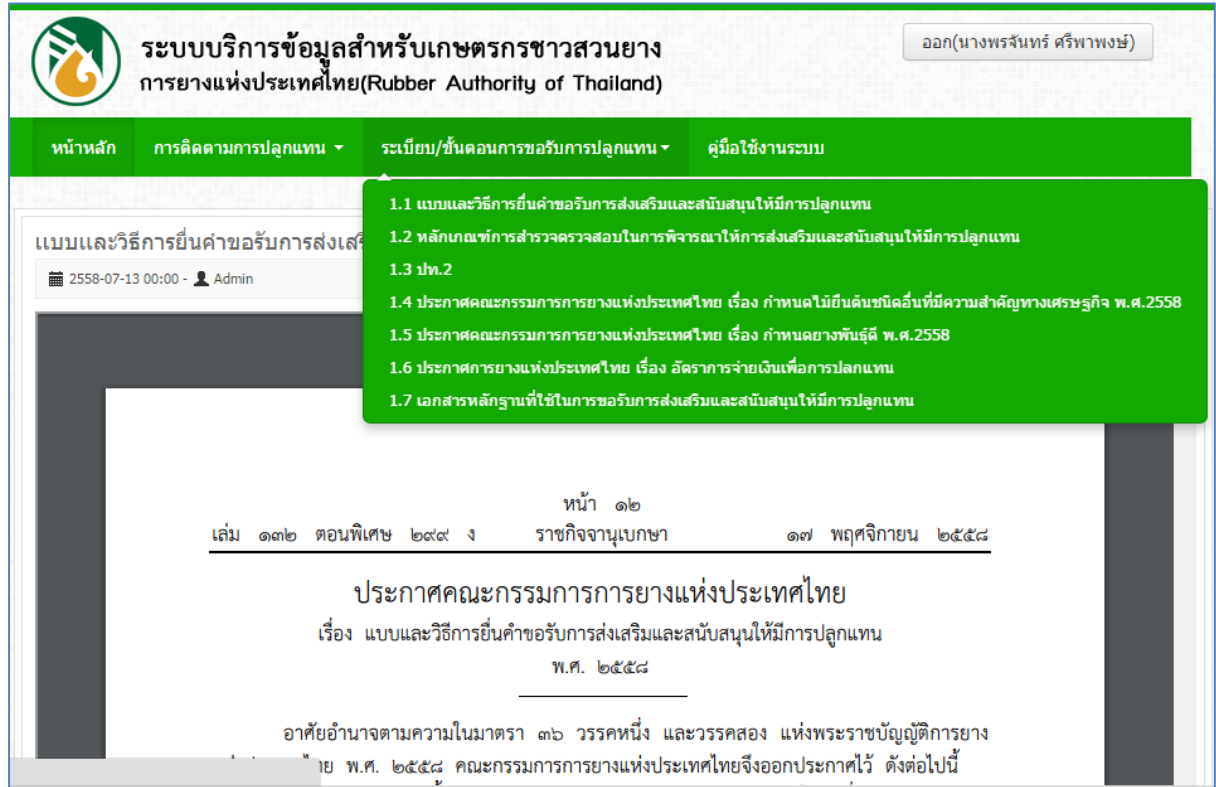 ระบบบริการข้อมูลสำหรับเกษตรกรชาวสวนยาง
การยางแห่งประเทศไทย(Rubber Authority of Thailand)
ออก(นางพรจันทร์ ศรีพาพงษ์)
หน้าหลัก การติดตามการปลูกแทน ระเบียบ/ขั้นตอนการขอรับการปลูกแทน คู่มือใช้งานระบบ
1.1 แบบและวิธีการยื่นคำขอรับการส่งเสริมและสนับสนุนให้มีการปลูกแทน
1.2 หลักเกณฑ์การสำรวจตรวจสอบในการพิจารณาให้การส่งเสริมและสนับสนุนให้มีการปลูกแทน
1.3 ปท.2
1.4 ประกาศคณะกรรมการการยางแห่งประเทศไทย เรื่อง กำหนดไม้ยืนต้นชนิดอื่นที่มีความสำคัญทางเศรษฐกิจ พ.ศ.2558
1.5 ประกาศคณะกรรมการการยางแห่งประเทศไทย เรื่อง กำหนดยางพันธุ์ดี พ.ศ.2558
1.6 ประกาศการยางแห่งประเทศไทย เรื่อง อัตราการจ่ายเงินเพื่อการปลกแทน
1.7 เอกสารหลักฐานที่ใช้ในการขอรับการส่งเสริมและสนับสนุนให้มีการปลูกแทน
แบบและวิธีการยื่นคำขอรับการส่งเส
2558-07-13 00:00 - Admin
หน้า ๑๒
เล่ม ๑๓๒ ตอนพิเศษ ๒๙๙ ง ราชกิจจานุเบกษา ๑๗ พฤศจิกายน ๒๕๕๘
ประกาศคณะกรรมการการยางแห่งประเทศไทย
เรื่อง แบบและวิธีการยื่นคำขอรับการส่งเสริมและสนับสนุนให้มีการปลูกแทน
พ.ศ. ๒๕๕๘
อาศัยอำนาจตามความในมาตรา ๓๖ วรรคหนึ่ง และวรรคสอง แห่งพระราชบัญญัติการยาง
พ.ศ. ๒๕๕๘ คณะกรรมการการยางแห่งประเทศไทยจึงออกประกาศไว้ ดังต่อไปนี้